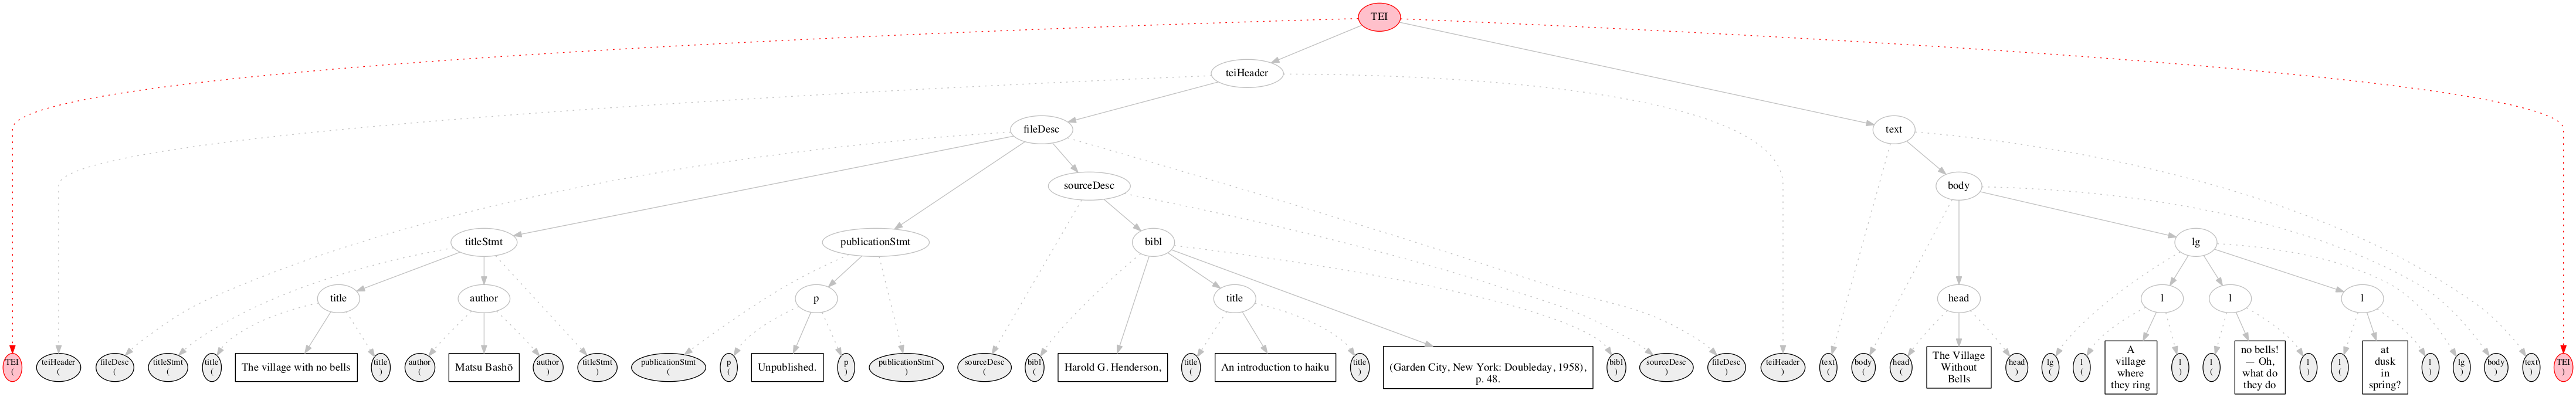 TEI
teiHeader
fileDesc
text
sourceDesc
body
titleStmt
publicationStmt
bibl
lg
title
author
p
title
head
l
l
l
TEI
(
teiHeader
(
fileDesc
(
titleStmt
(
title
(
The village with no bells
title
)
author
(
Matsu Bashō
author
)
titleStmt
)
publicationStmt
(
p
(
Unpublished.
p
)
publicationStmt
)
sourceDesc
(
bibl
(
Harold G. Henderson,
title
(
An introduction to haiku
title
)
(Garden City, New York: Doubleday, 1958),
p. 48.
bibl
)
sourceDesc
)
fileDesc
)
teiHeader
)
text
(
body
(
head
(
The Village
Without
Bells
head
)
lg
(
l
(
A
village
where
they ring
l
)
l
(
no bells!
— Oh,
what do
they do
l
)
l
(
at
dusk
in
spring?
l
)
lg
)
body
)
text
)
TEI
)